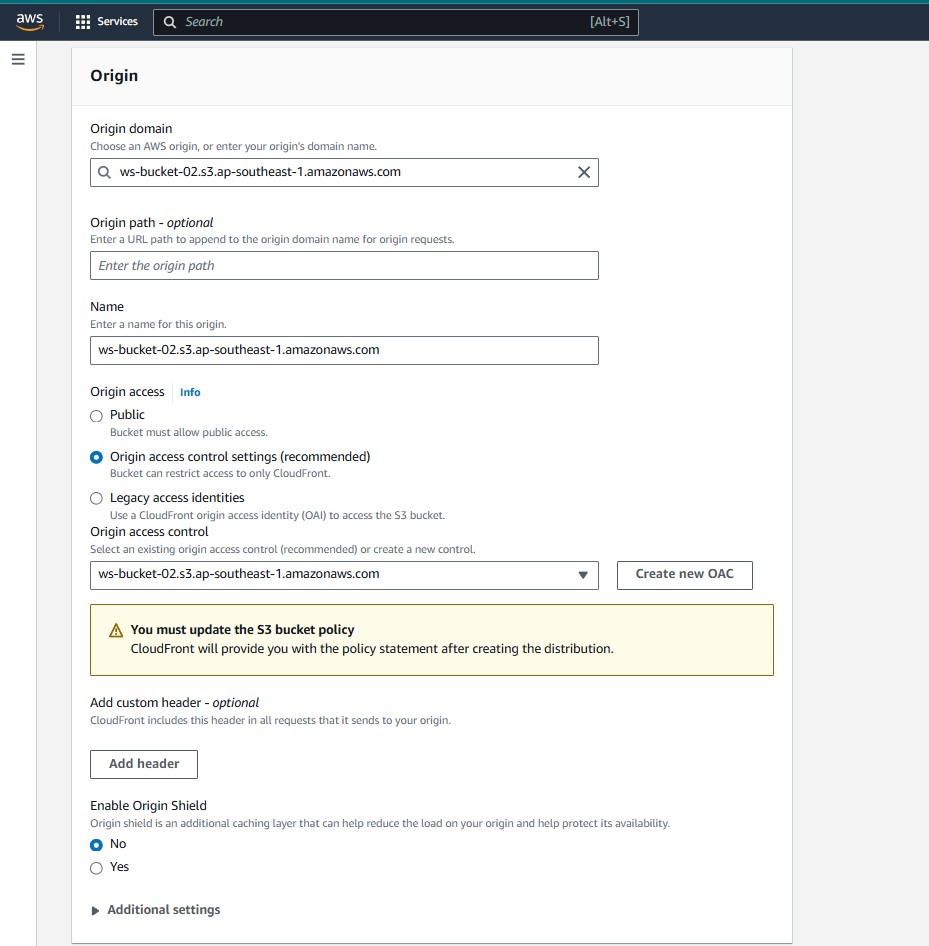 aws
Services
Search
[Alt+S]
Origin
Origin domain
Choose an AWS origin, or enter your origin's domain name.
ws-bucket-02.s3.ap-southeast-1.amazonaws.com
Origin path - optional
Enter a URL path to append to the origin domain name for origin requests.
Enter the origin path
Name
Enter a name for this origin.
ws-bucket-02.s3.ap-southeast-1.amazonaws.com
Origin access
Info
Public
Bucket must allow public access.
Origin access control settings (recommended)
Bucket can restrict access to only CloudFront.
Legacy access identities
Use a CloudFront origin access identity (OAI) to access the S3 bucket.
Origin access control
Select an existing origin access control (recommended) or create a new control.
ws-bucket-02.s3.ap-southeast-1.amazonaws.com
Create new OAC
You must update the S3 bucket policy
CloudFront will provide you with the policy statement after creating the distribution.
Add custom header - optional
CloudFront includes this header in all requests that it sends to your origin.
Add header
Enable Origin Shield
Origin shield is an additional caching layer that can help reduce the load on your origin and help protect its availability.
No
Yes
Additional settings